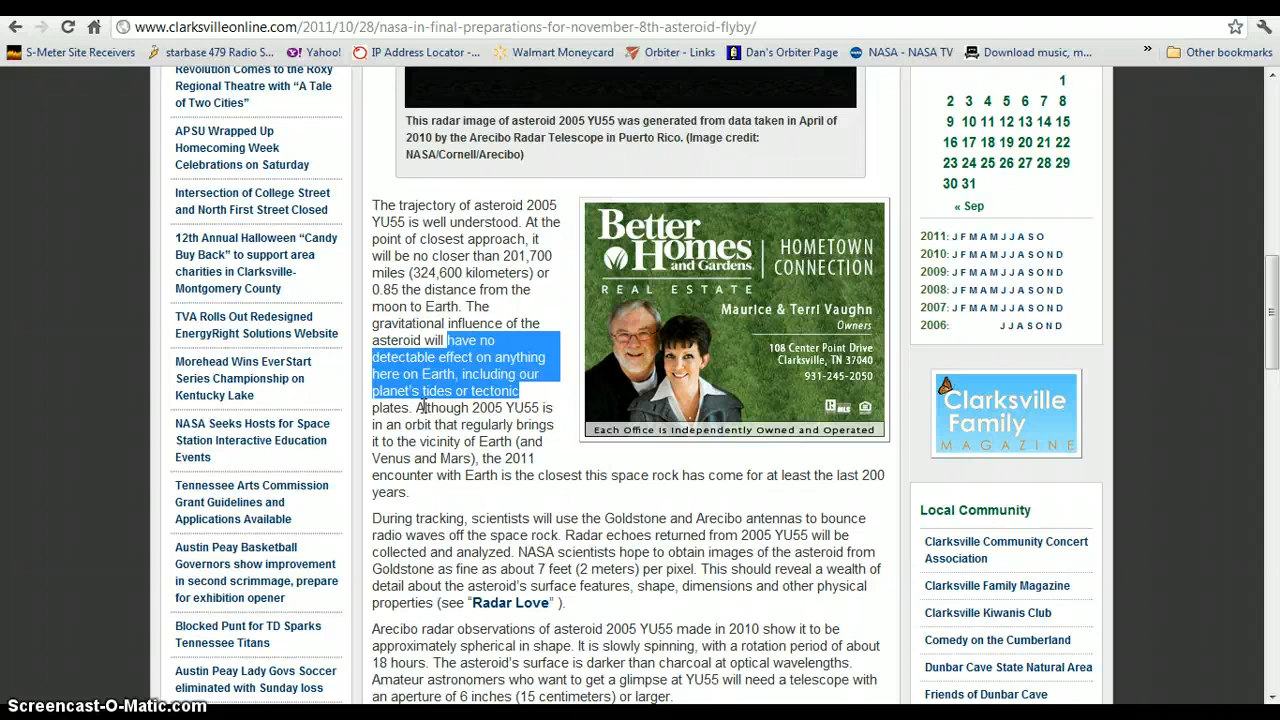 www.clarksvilleonline.com/2011/10/28/nasa-in-final-preparations-for-november-8th-asteroid-flyby/
S-Meter Site Receivers
starbase 479 Radio S...
Yahoo!
IP Address Locator -...
Walmart Moneycard
Orbiter - Links
Dan's Orbiter Page
NASA - NASA TV
Download music, m...
»
Other bookmarks
Revolution Comes to the Roxy
Regional Theatre with “A Tale
of Two Cities”
APSU Wrapped Up
Homecoming Week
Celebrations on Saturday
Intersection of College Street
and North First Street Closed
12th Annual Halloween “Candy
Buy Back” to support area
charities in Clarksville-
Montgomery County
TVA Rolls Out Redesigned
EnergyRight Solutions Website
Morehead Wins EverStart
Series Championship on
Kentucky Lake
NASA Seeks Hosts for Space
Station Interactive Education
Events
Tennessee Arts Commission
Grant Guidelines and
Applications Available
Austin Peay Basketball
Governors show improvement
in second scrimmage, prepare
for exhibition opener
Blocked Punt for TD Sparks
Tennessee Titans
Austin Peay Lady Govs Soccer
eliminated with Sunday loss
This radar image of asteroid 2005 YU55 was generated from data taken in April of
2010 by the Arecibo Radar Telescope in Puerto Rico. (Image credit:
NASA/Cornell/Arecibo)
The trajectory of asteroid 2005
YU55 is well understood. At the
point of closest approach, it
will be no closer than 201,700
miles (324,600 kilometers) or
0.85 the distance from the
moon to Earth. The
gravitational influence of the
asteroid will have no
detectable effect on anything
here on Earth, including our
planet’s tides or tectonic
plates. Although 2005 YU55 is
in an orbit that regularly brings
it to the vicinity of Earth (and
Venus and Mars), the 2011
encounter with Earth is the closest this space rock has come for at least the last 200
years.
During tracking, scientists will use the Goldstone and Arecibo antennas to bounce
radio waves off the space rock. Radar echoes returned from 2005 YU55 will be
collected and analyzed. NASA scientists hope to obtain images of the asteroid from
Goldstone as fine as about 7 feet (2 meters) per pixel. This should reveal a wealth of
detail about the asteroid’s surface features, shape, dimensions and other physical
properties (see “Radar Love” ).
Arecibo radar observations of asteroid 2005 YU55 made in 2010 show it to be
approximately spherical in shape. It is slowly spinning, with a rotation period of about
18 hours. The asteroid’s surface is darker than charcoal at optical wavelengths.
Amateur astronomers who want to get a glimpse at YU55 will need a telescope with
an aperture of 6 inches (15 centimeters) or larger.
Better
Homes
and Gardens
REAL ESTATE
HOMETOWN
CONNECTION
Maurice & Terri Vaughn
Owners
108 Center Point Drive
Clarksville, TN 37040
931-245-2050
Each Office is Independently Owned and Operated
1
2 3 4 5 6 7 8
9 10 11 12 13 14 15
16 17 18 19 20 21 22
23 24 25 26 27 28 29
30 31
« Sep
2011: J F M A M J J A S O
2010: J F M A M J J A S O N D
2009: J F M A M J J A S O N D
2008: J F M A M J J A S O N D
2007: J F M A M J J A S O N D
2006: J J A S O N D
Clarksville
Family
MAGAZINE
Local Community
Clarksville Community Concert
Association
Clarksville Family Magazine
Clarksville Kiwanis Club
Comedy on the Cumberland
Dunbar Cave State Natural Area
Friends of Dunbar Cave
Screencast-O-Matic.com